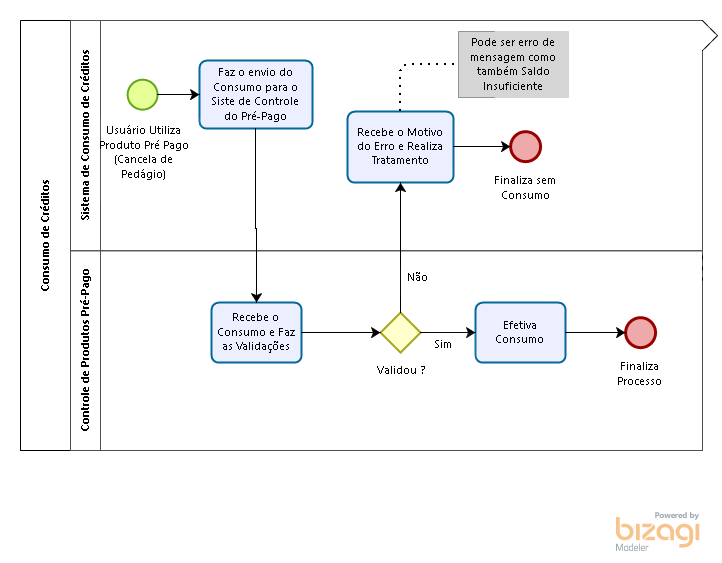 Consumo de Créditos
Sistema de Consumo de Créditos
Controle de Produtos Pré-Pago
Usuário Utiliza
Produto Pré Pago
(Cancela de
Pedágio)
Faz o envio do
Consumo para o
Siste de Controle
do Pré-Pago
Pode ser erro de
mensagem como
também Saldo
Insuficiente
Recebe o Motivo
do Erro e Realiza
Tratamento
Finaliza sem
Consumo
Não
Recebe o
Consumo e Faz
as Validações
Validou ?
Sim
Efetiva
Consumo
Finaliza
Processo
Powered by
bizagi
Modeler